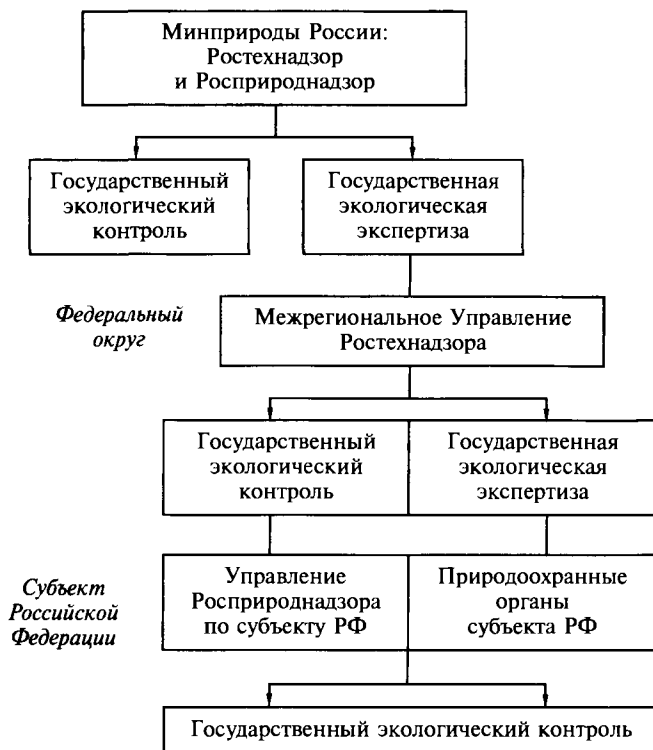 Минприроды России:
Ростехнадзор
и Росприроднадзор
Государственный
экологический
контроль
Государственная
экологическая
экспертиза
Федеральный
округ
Межрегиональное Управление
Ростехнадзора
Государственный
экологический
контроль
Государственная
экологическая
экспертиза
Субъект
Российской
Федерации
Управление
Росприроднадзора
по субъекту РФ
Природоохранные
органы
субъекта РФ
Государственный экологический контроль